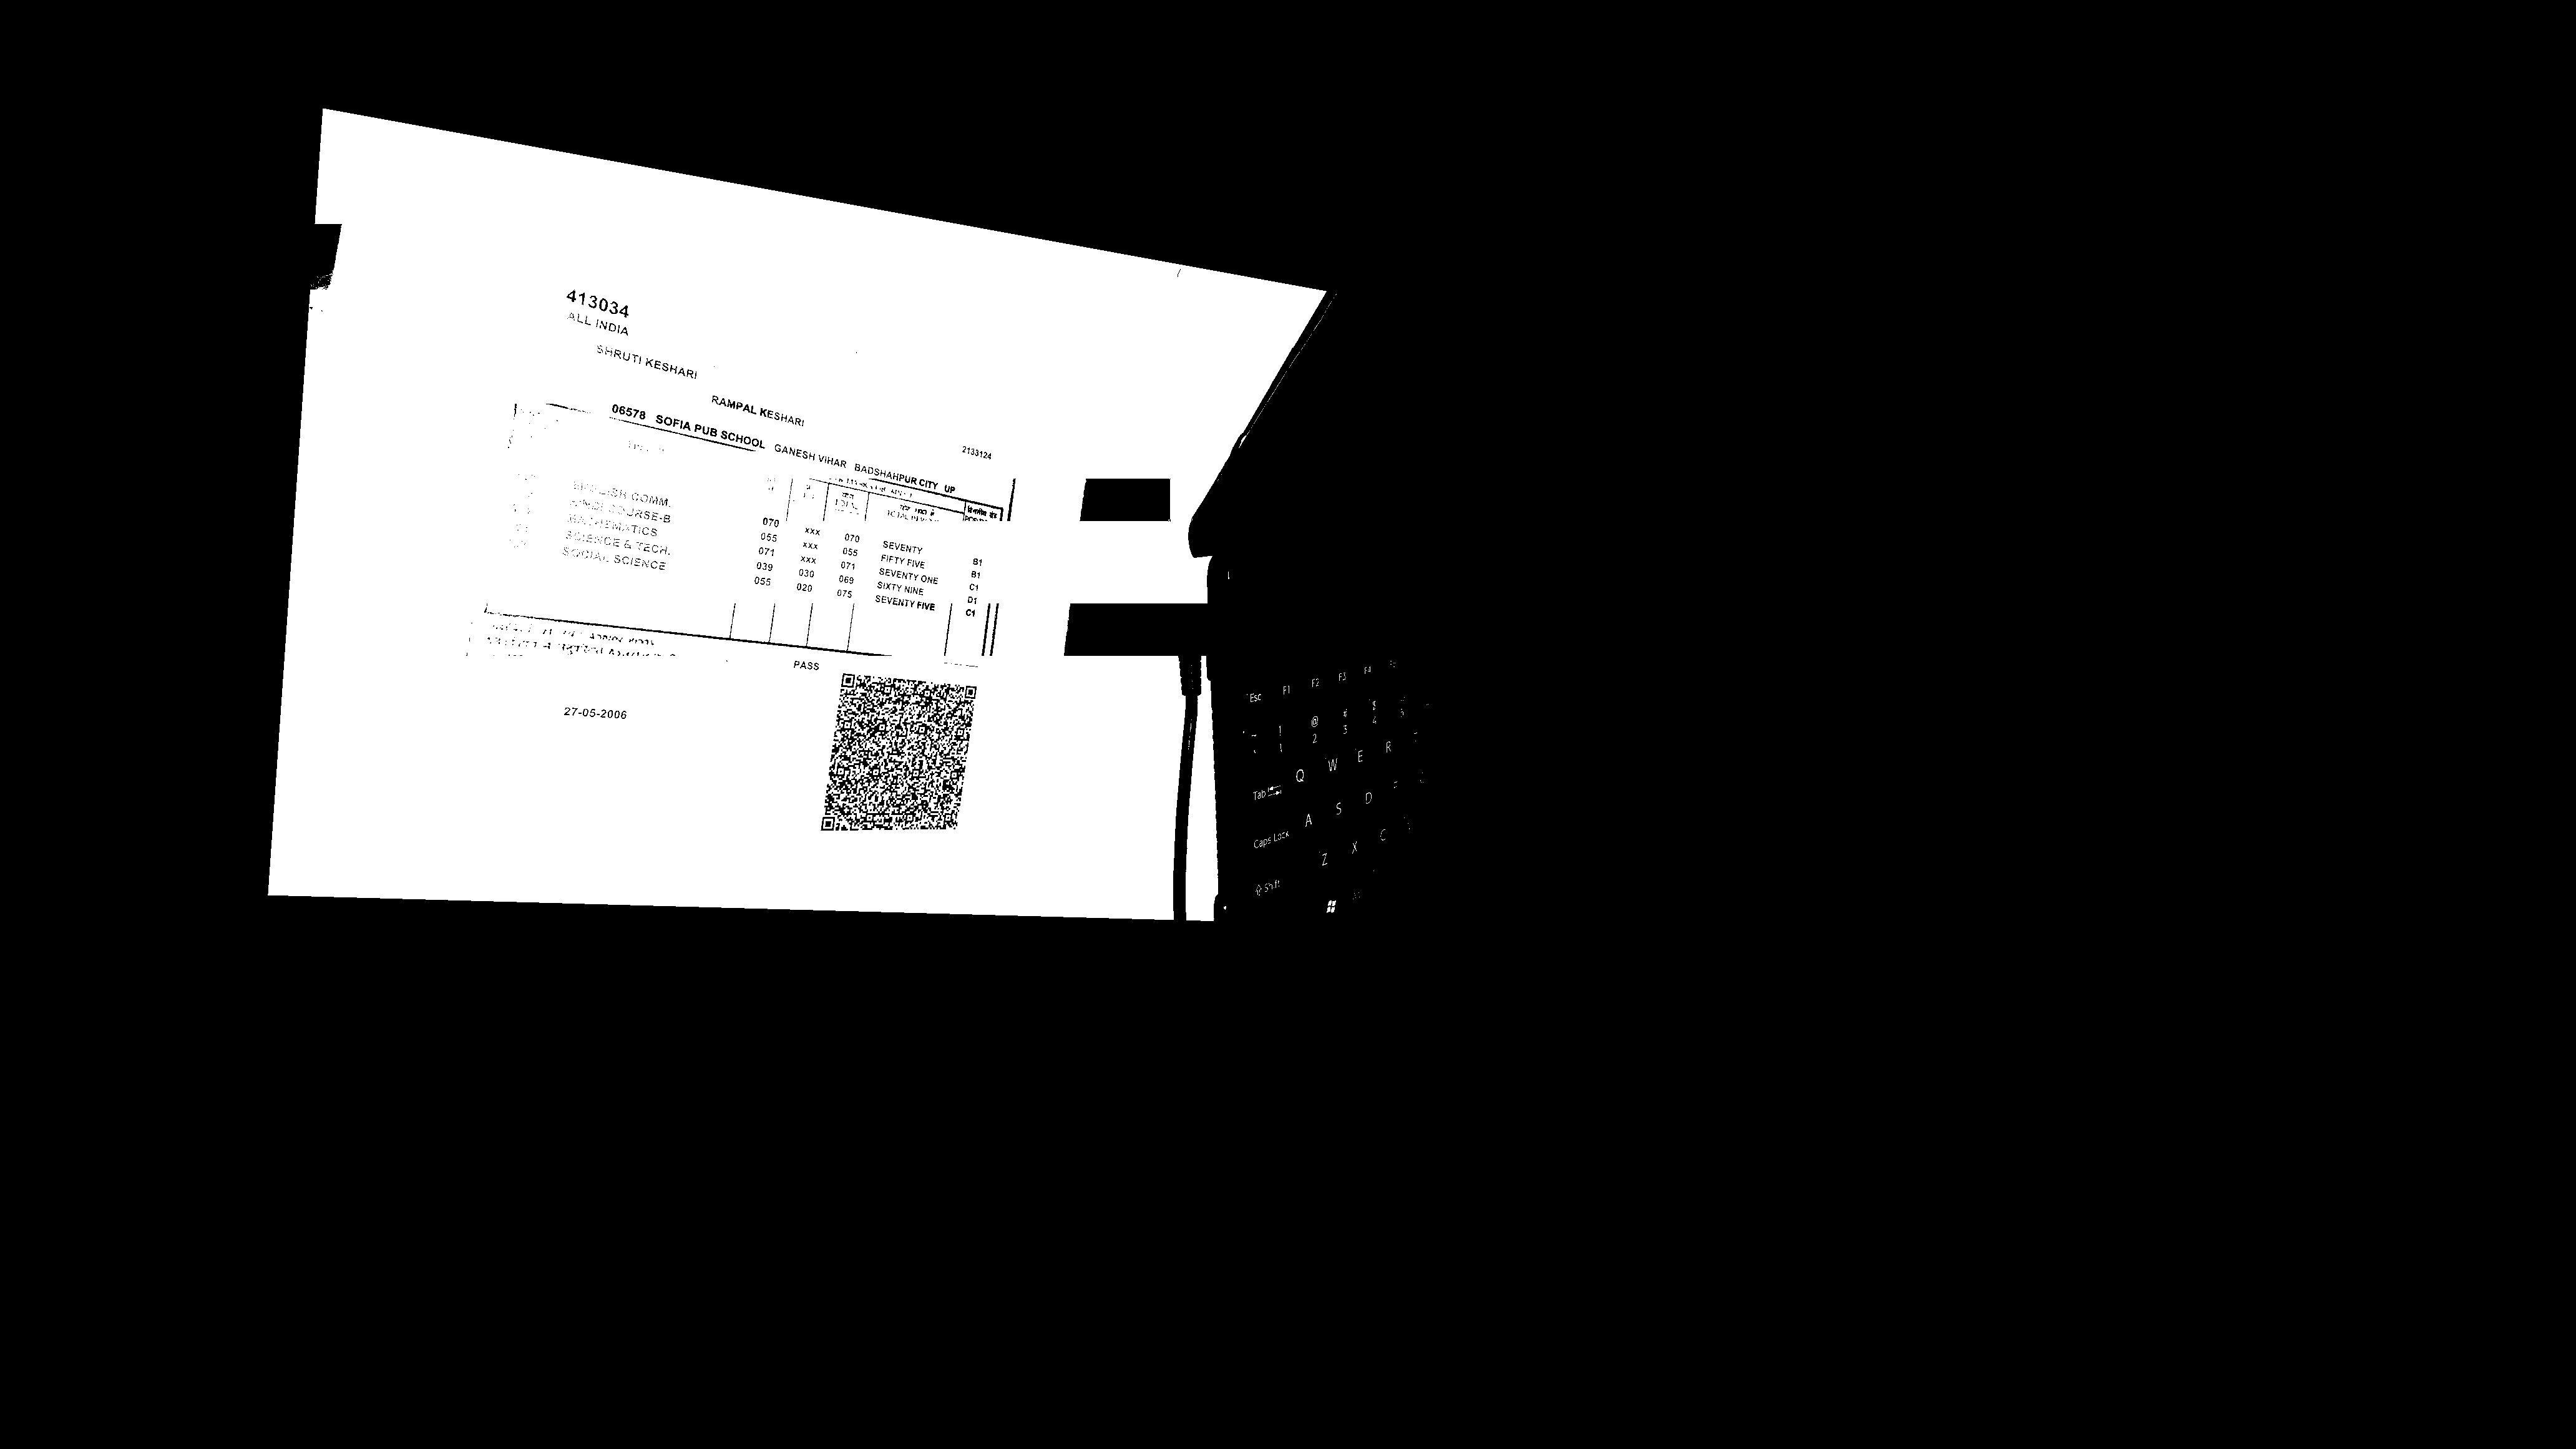 413034
ALL INDIA
SHRUTI KESHARI
RAMPAL KESHARI
06578 SOFIA PUB SCHOOL GANESH VIHAR BADSHAHPUR CITY UP
2133124
ENGLISH COMM. 070 xxx 070 SEVENTY B1
HINDI COURSE-B 055 xxx 055 FIFTY FIVE B1
MATHEMATICS 071 xxx 071 SEVENTY ONE C1
SCIENCE & TECH. 039 030 069 SIXTY NINE D1
SOCIAL SCIENCE 055 020 075 SEVENTY FIVE C1
PASS
27-05-2006
Esc F1 F2 F3 F4
! @ # $
1 2 3 4 5
Tab Q W E R
Caps Lock A S D F
Shift Z X C